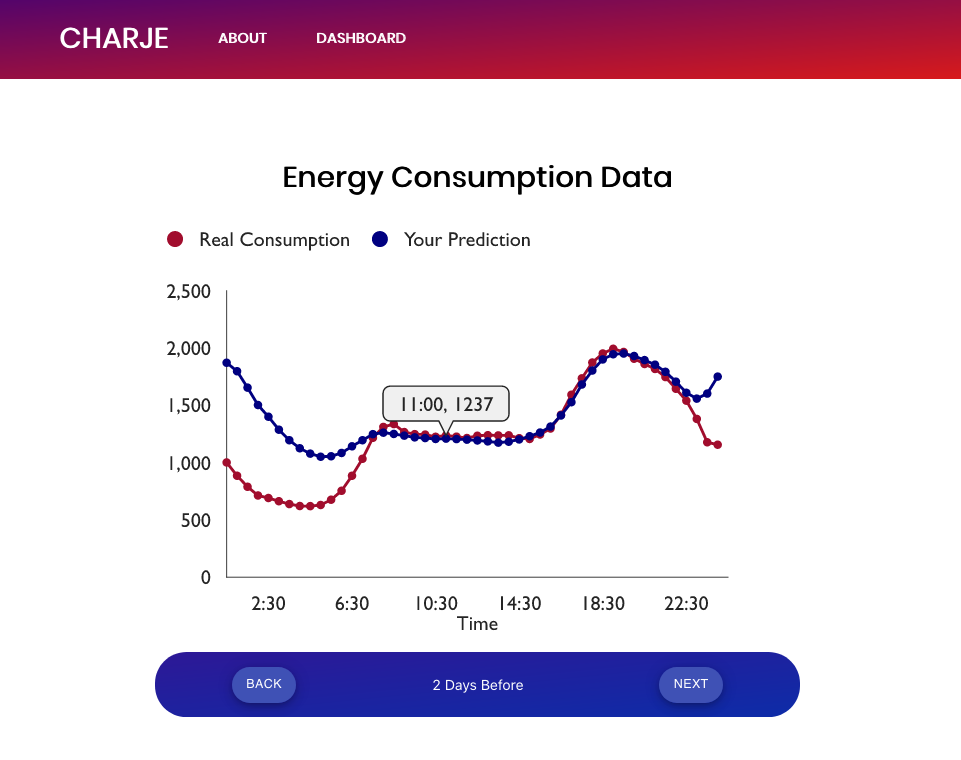 CHARJE ABOUT DASHBOARD
Energy Consumption Data
Real Consumption Your Prediction
2,500
2,000
1,500
11:00, 1237
1,000
500
0
2:30 6:30 10:30 14:30 18:30 22:30
Time
BACK 2 Days Before NEXT